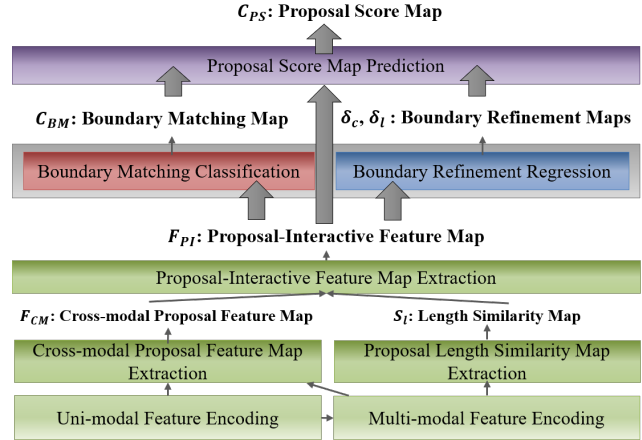 C_PS: Proposal Score Map
Proposal Score Map Prediction
C_BM: Boundary Matching Map
δ_c, δ_l : Boundary Refinement Maps
Boundary Matching Classification
Boundary Refinement Regression
F_PI: Proposal-Interactive Feature Map
Proposal-Interactive Feature Map Extraction
F_CM: Cross-modal Proposal Feature Map
S_l: Length Similarity Map
Cross-modal Proposal Feature Map
Extraction
Proposal Length Similarity Map
Extraction
Uni-modal Feature Encoding
Multi-modal Feature Encoding